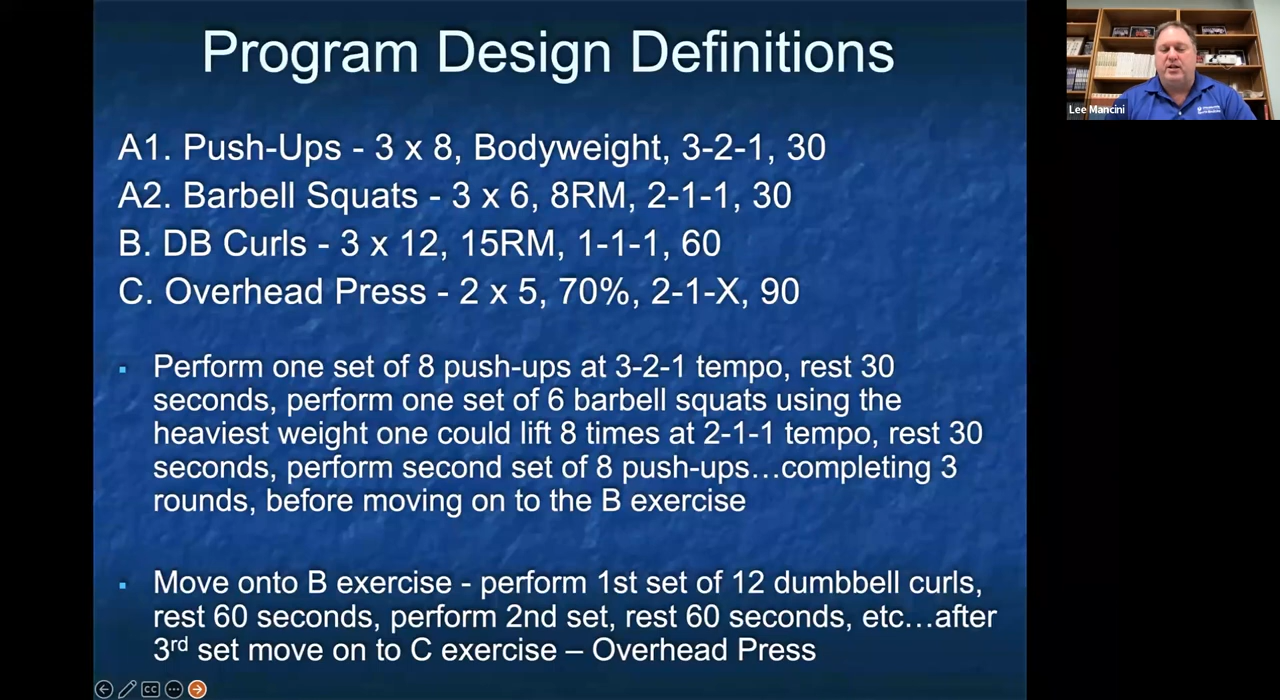 Program Design Definitions
A1. Push-Ups - 3 x 8, Bodyweight, 3-2-1, 30
A2. Barbell Squats - 3 x 6, 8RM, 2-1-1, 30
B. DB Curls - 3 x 12, 15RM, 1-1-1, 60
C. Overhead Press - 2 x 5, 70%, 2-1-X, 90
▪ Perform one set of 8 push-ups at 3-2-1 tempo, rest 30
seconds, perform one set of 6 barbell squats using the
heaviest weight one could lift 8 times at 2-1-1 tempo, rest 30
seconds, perform second set of 8 push-ups…completing 3
rounds, before moving on to the B exercise
▪ Move onto B exercise - perform 1st set of 12 dumbbell curls,
rest 60 seconds, perform 2nd set, rest 60 seconds, etc…after
3rd set move on to C exercise – Overhead Press
Lee Mancini
CC